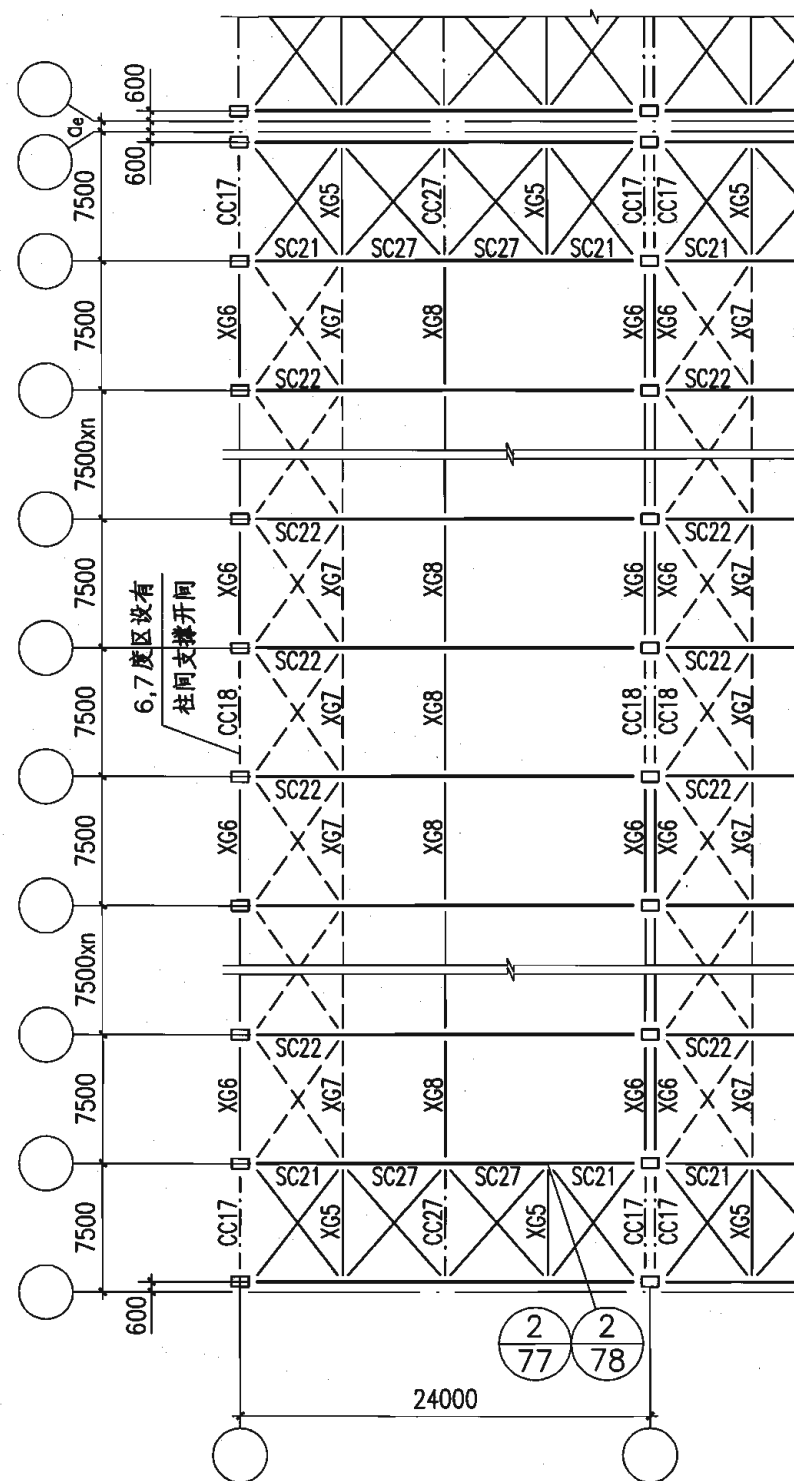 600
ae
600
7500
CC17
XG5
CC27
XG5
CC17
CC17
XG5
SC21
SC27
SC27
SC21
SC21
7500
XG6
XG7
XG8
XG6
XG6
XG7
SC22
SC22
7500xn
SC22
SC22
7500
XG6
XG7
XG8
XG6
XG6
XG7
6,7度区设有
柱间支撑开间
SC22
SC22
7500
CC18
XG7
XG8
CC18
CC18
XG7
SC22
SC22
7500
XG6
XG7
XG8
XG6
XG6
XG7
7500xn
SC22
SC22
7500
XG6
XG7
XG8
XG6
XG6
XG7
SC21
SC27
SC27
SC21
SC21
7500
CC17
XG5
CC27
XG5
CC17
CC17
XG5
600
2
77
2
78
24000